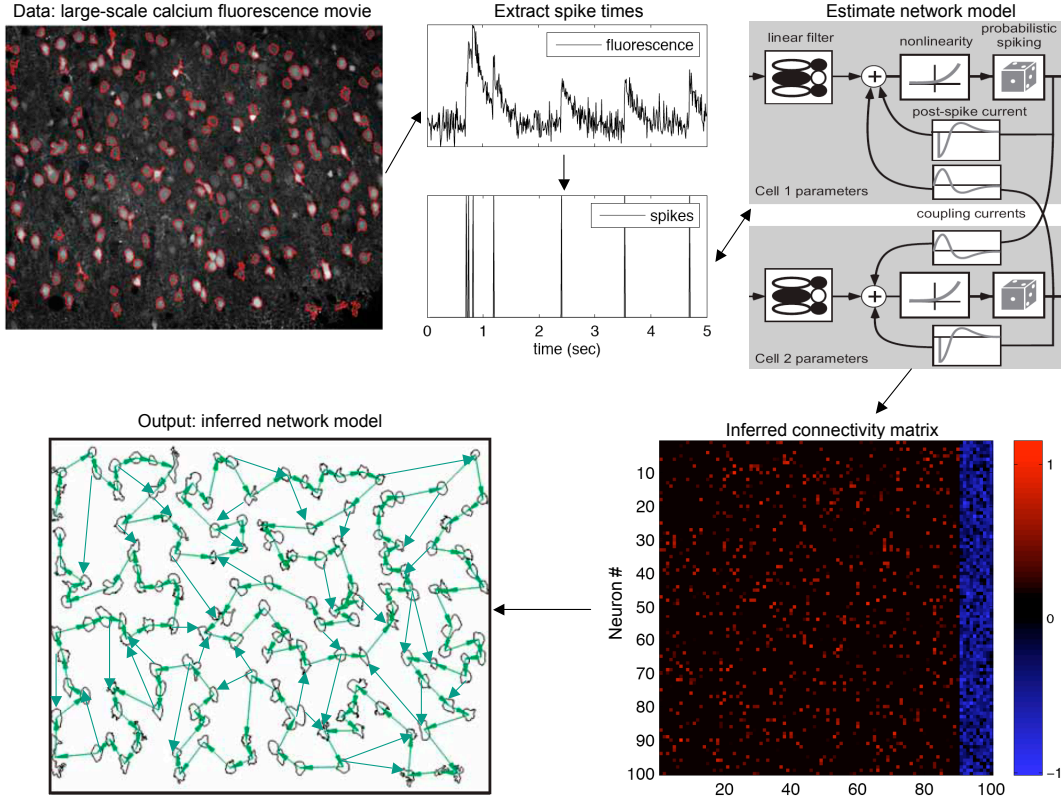 Data: large-scale calcium fluorescence movie
Extract spike times
fluorescence
spikes
0 1 2 3 4 5
time (sec)
Estimate network model
linear filter
nonlinearity
probabilistic
spiking
post-spike current
Cell 1 parameters
coupling currents
Cell 2 parameters
Output: inferred network model
Inferred connectivity matrix
Neuron #
10
20
30
40
50
60
70
80
90
100
20 40 60 80 100
1
0
−1